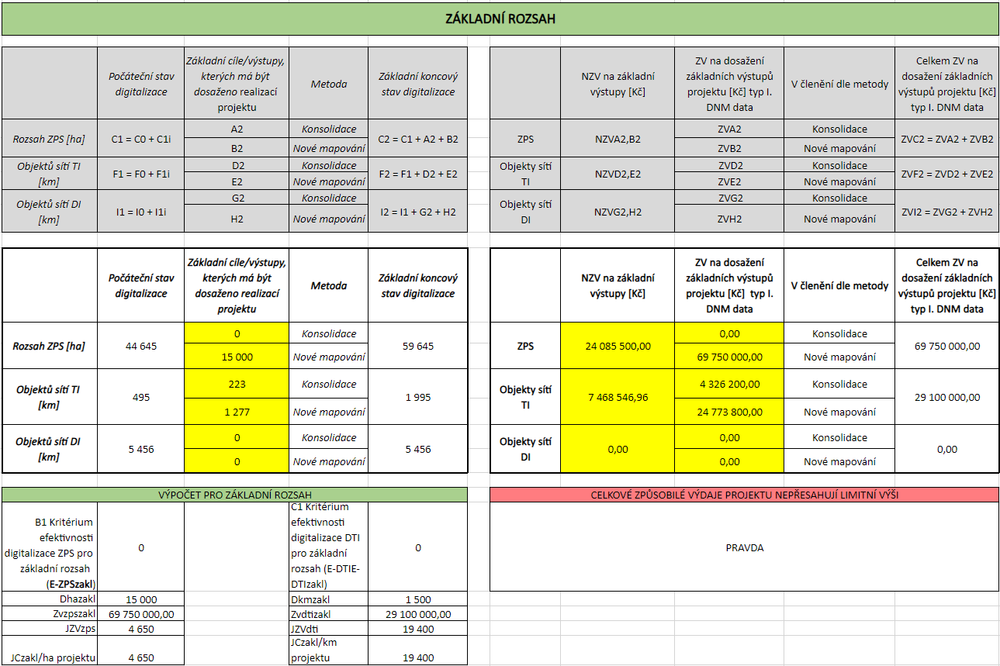 ZÁKLADNÍ ROZSAH
Počáteční stav
digitalizace
Základní cíle/výstupy,
kterých má být
dosaženo realizací
projektu
Metoda
Základní koncový
stav digitalizace
Rozsah ZPS [ha]
C1 = C0 + C1i
A2
Konsolidace
B2
Nové mapování
C2 = C1 + A2 + B2
Objektů sítí TI
[km]
F1 = F0 + F1i
D2
Konsolidace
E2
Nové mapování
F2 = F1 + D2 + E2
Objektů sítí DI
[km]
I1 = I0 + I1i
G2
Konsolidace
H2
Nové mapování
I2 = I1 + G2 + H2
NZV na základní
výstupy [Kč]
ZV na dosažení
základních výstupů
projektu [Kč] typ I.
DNM data
V členění dle metody
Celkem ZV na
dosažení základních
výstupů projektu [Kč]
typ I. DNM data
ZPS
NZVA2,B2
ZVA2
Konsolidace
ZVB2
Nové mapování
ZVC2 = ZVA2 + ZVB2
Objekty sítí
TI
NZVD2,E2
ZVD2
Konsolidace
ZVE2
Nové mapování
ZVF2 = ZVD2 + ZVE2
Objekty sítí
DI
NZVG2,H2
ZVG2
Konsolidace
ZVH2
Nové mapování
ZVI2 = ZVG2 + ZVH2
Počáteční stav
digitalizace
Základní cíle/výstupy,
kterých má být
dosaženo realizací
projektu
Metoda
Základní koncový
stav digitalizace
Rozsah ZPS [ha]
44 645
0
Konsolidace
15 000
Nové mapování
59 645
Objektů sítí TI
[km]
495
223
Konsolidace
1 277
Nové mapování
1 995
Objektů sítí DI
[km]
5 456
0
Konsolidace
0
Nové mapování
5 456
NZV na základní
výstupy [Kč]
ZV na dosažení
základních výstupů
projektu [Kč] typ I.
DNM data
V členění dle metody
Celkem ZV na
dosažení základních
výstupů projektu [Kč]
typ I. DNM data
ZPS
24 085 500,00
0,00
Konsolidace
69 750 000,00
Nové mapování
69 750 000,00
Objekty sítí
TI
7 468 546,96
4 326 200,00
Konsolidace
24 773 800,00
Nové mapování
29 100 000,00
Objekty sítí
DI
0,00
0,00
Konsolidace
0,00
Nové mapování
0,00
VÝPOČET PRO ZÁKLADNÍ ROZSAH
B1 Kritérium
efektivnosti
digitalizace ZPS pro
základní rozsah
(E-ZPSzakl)
0
C1 Kritérium
efektivnosti
digitalizace DTI
pro základní
rozsah (E-DTIE-
DTIzakl)
0
Dhazakl
15 000
Dkmzakl
1 500
Zvzpszakl
69 750 000,00
Zvdtizakl
29 100 000,00
JZVzps
4 650
JZVdti
19 400
JCzakl/ha projektu
4 650
JCzakl/km
projektu
19 400
CELKOVÉ ZPŮSOBILÉ VÝDAJE PROJEKTU NEPŘESAHUJÍ LIMITNÍ VÝŠI
PRAVDA